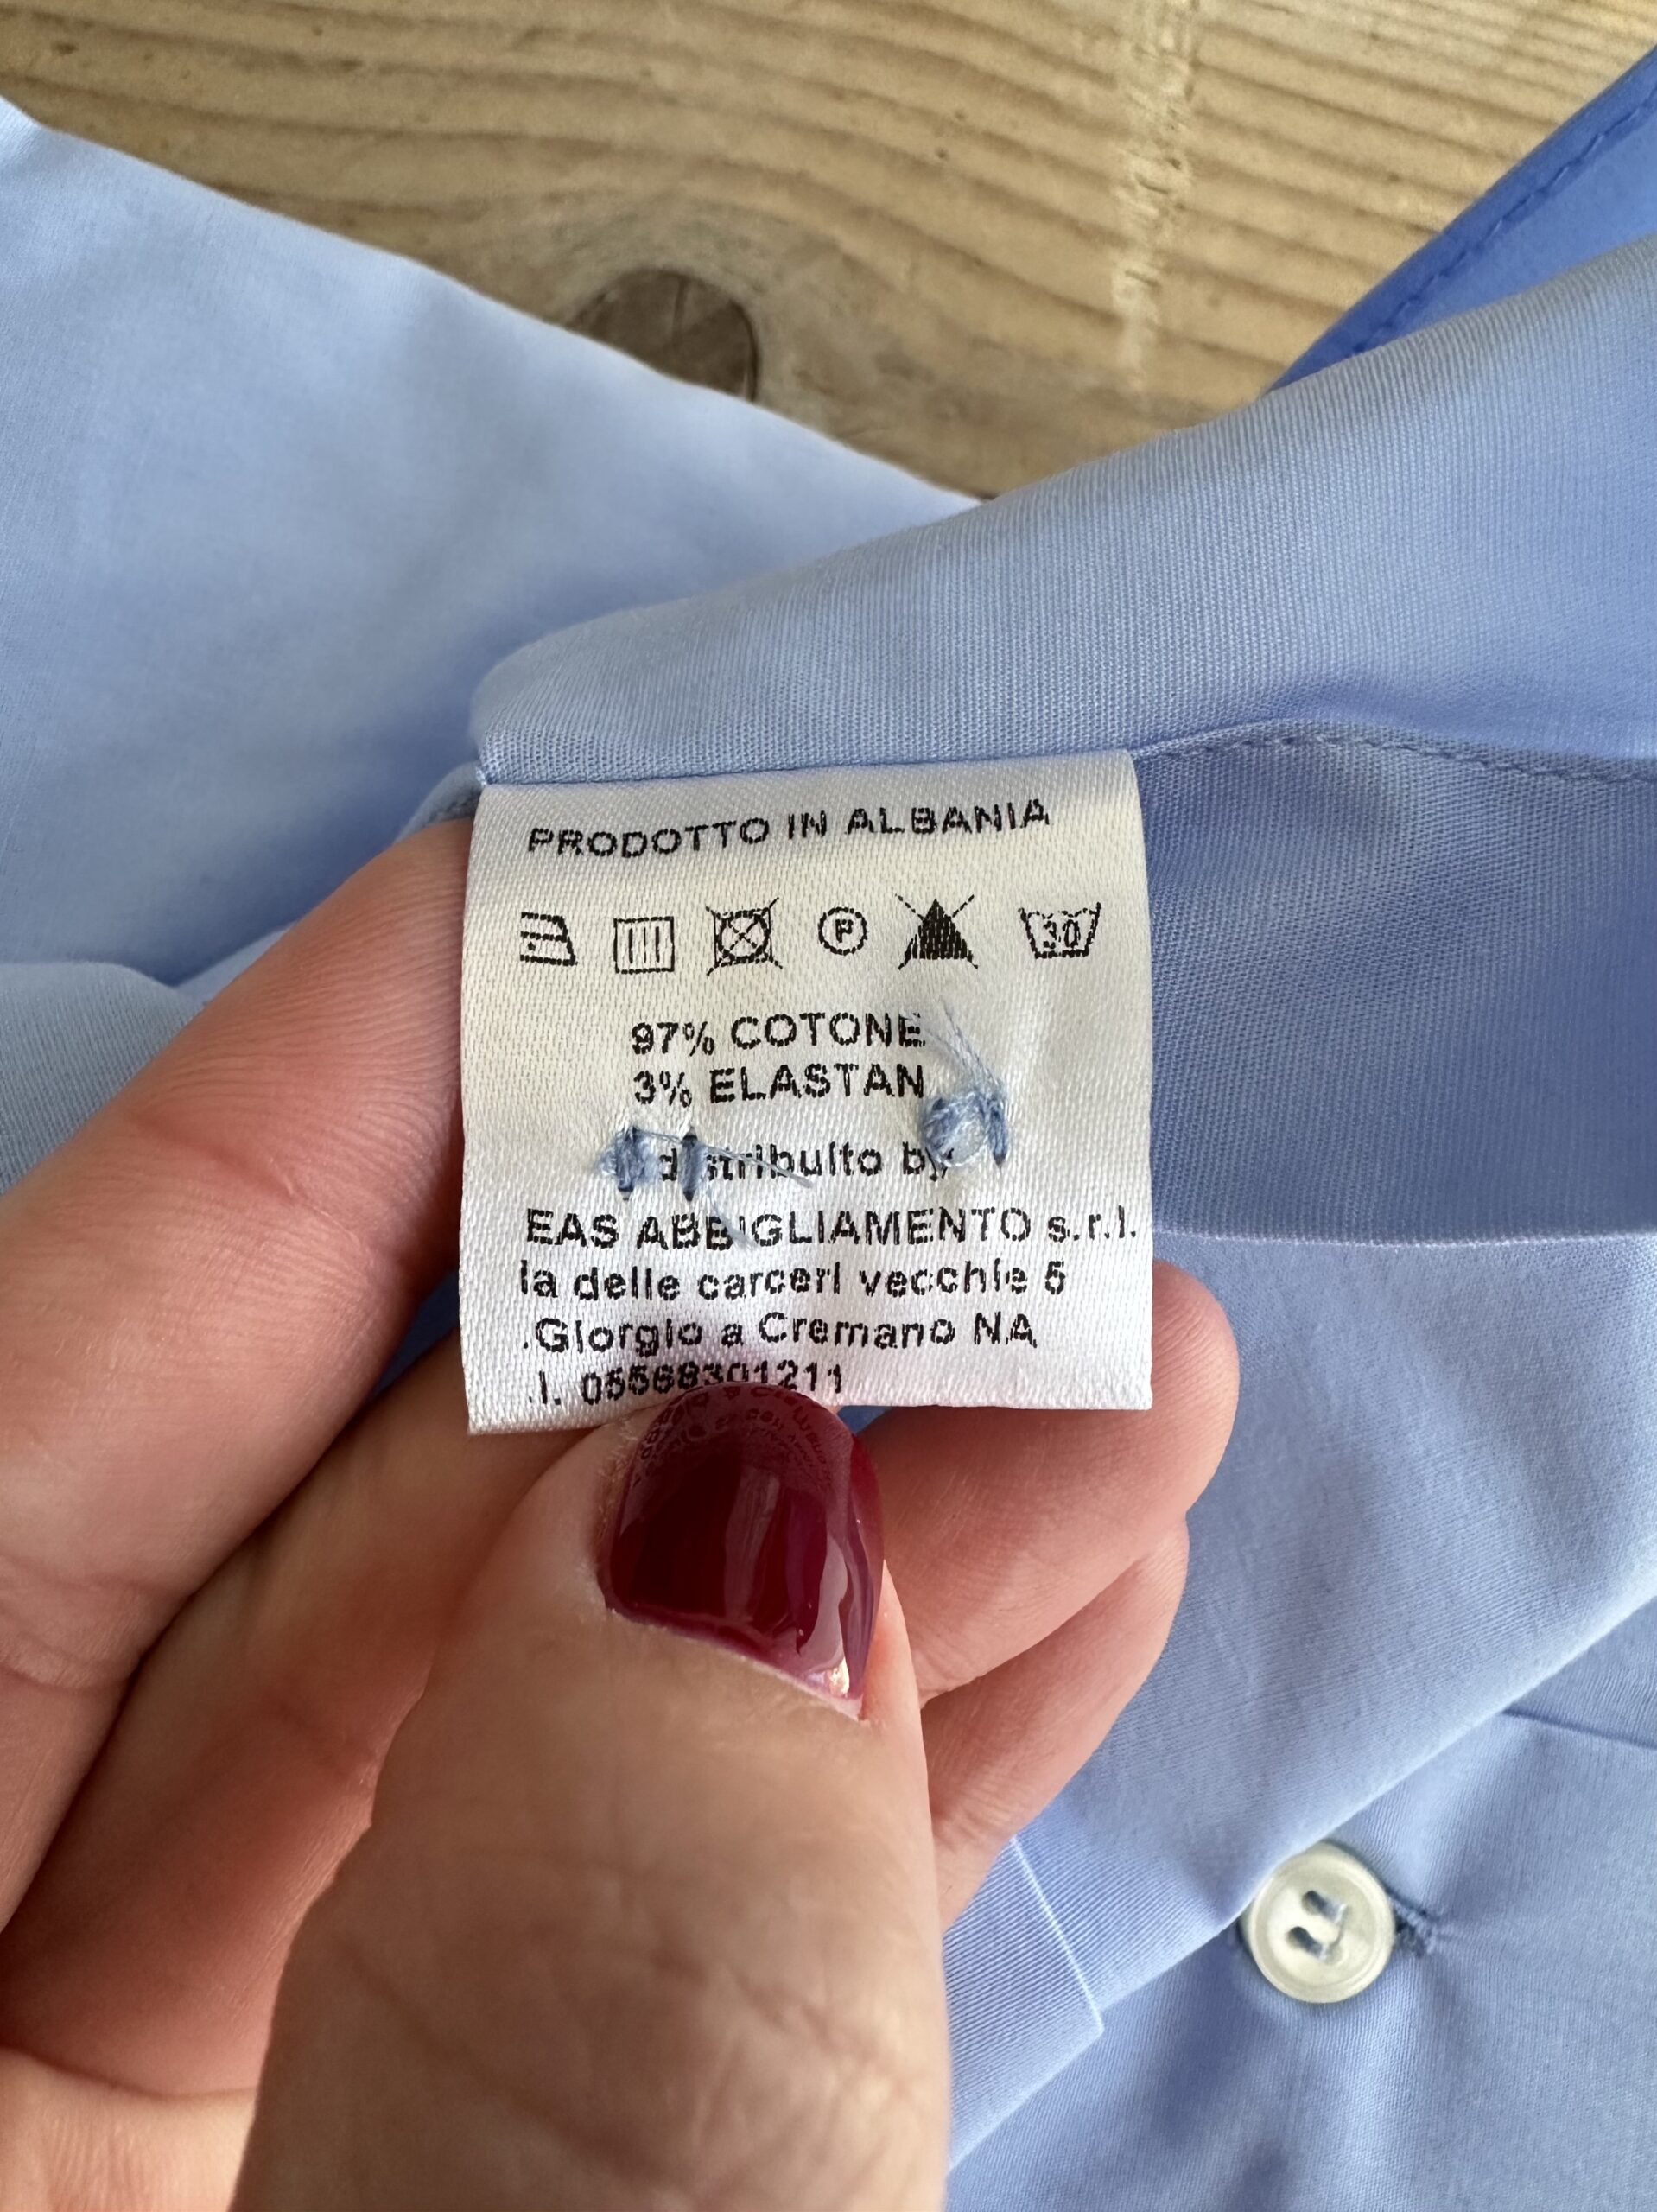 PRODOTTO IN ALBANIA
P
30
97% COTONE
3% ELASTAN
distribuito by
EAS ABBIGLIAMENTO s.r.l.
ia delle carceri vecchie 5
.Giorgio a Cremano NA
.I. 05568301211